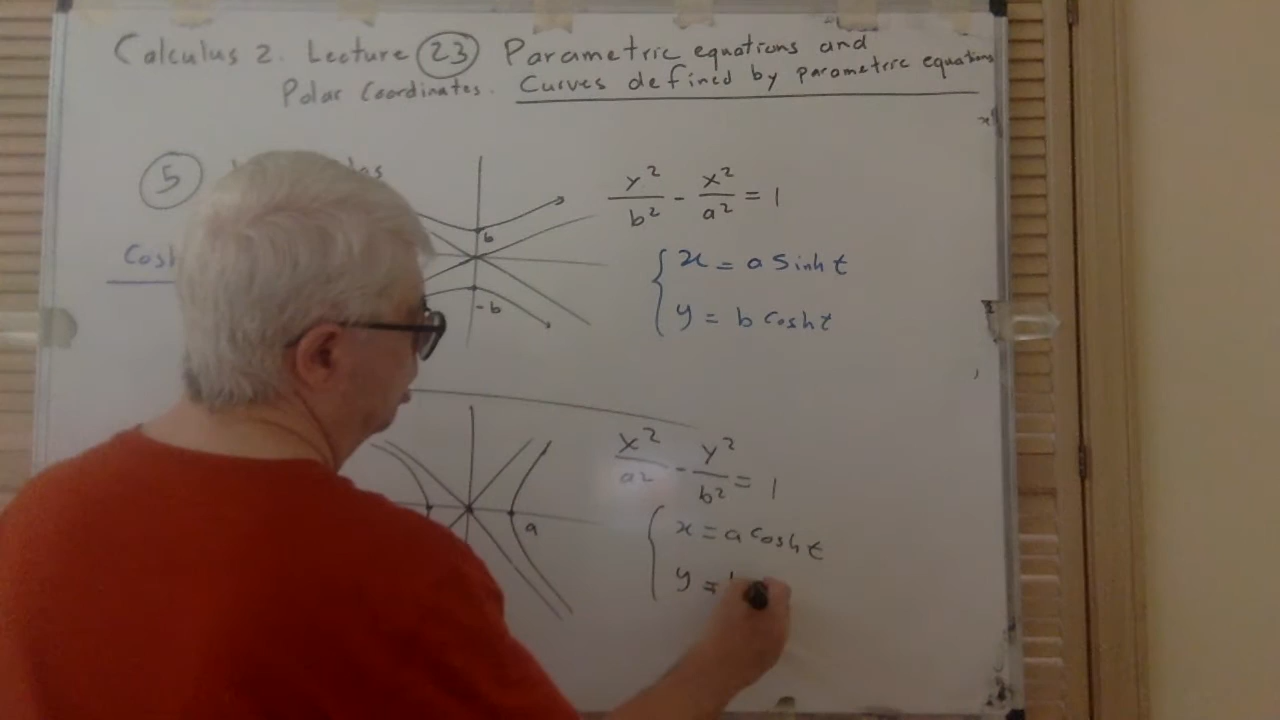 Calculus 2. Lecture 23 Parametric equations and
Polar Coordinates. Curves defined by parametric equations
5
y²/b² - x²/a² = 1
Cosh
b
x = a Sinh t
-b
y = b Cosh t
x²/a² - y²/b² = 1
a
x = a Cosh t
y =